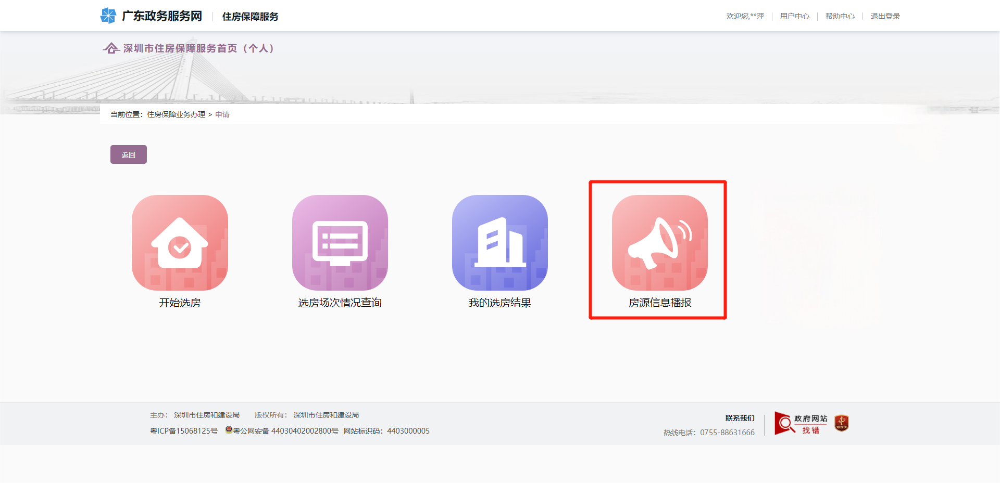 广东政务服务网 住房保障服务 欢迎您,**萍 用户中心 帮助中心 退出登录
深圳市住房保障服务首页（个人）
当前位置：住房保障业务办理 > 申请
返回
开始选房 选房场次情况查询 我的选房结果 房源信息播报
主办： 深圳市住房和建设局 版权所有： 深圳市住房和建设局
粤ICP备15068125号 粤公网安备 44030402002800号 网站标识码：4403000005
联系我们
热线电话：0755-88631666
政府网站
找错